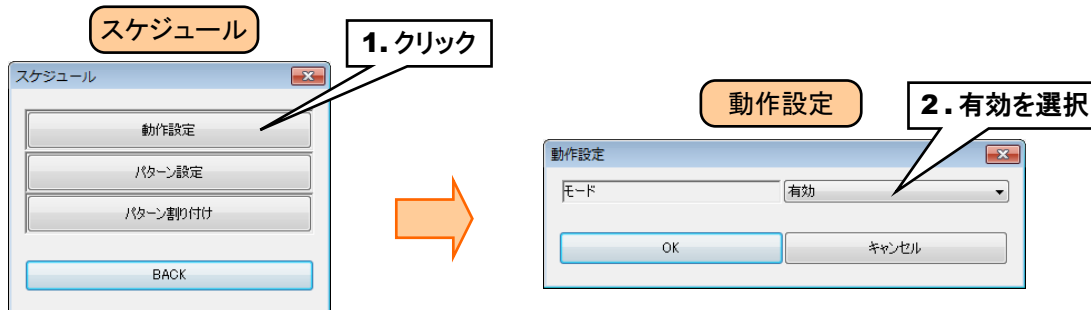 スケジュール
1. クリック
スケジュール
動作設定
パターン設定
パターン割り付け
BACK
動作設定
2. 有効を選択
動作設定
モード
有効
OK
キャンセル